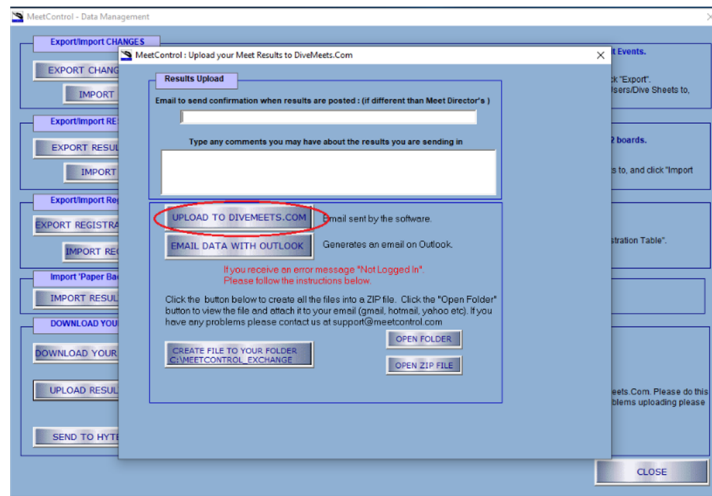 MeetControl - Data Management
Export/Import CHANGES
EXPORT CHANG
IMPORT
Export/Import RE
EXPORT RESUL
IMPORT
Export/Import Reg
EXPORT REGISTRA
IMPORT REG
Import 'Paper Ba
IMPORT RESUL
DOWNLOAD YOU
DOWNLOAD YOUR
UPLOAD RESUL
SEND TO HYTE
MeetControl : Upload your Meet Results to DiveMeets.Com
Results Upload
Email to send confirmation when results are posted : (if different than Meet Director's )
Type any comments you may have about the results you are sending in
UPLOAD TO DIVEMEETS.COM
Email sent by the software.
EMAIL DATA WITH OUTLOOK
Generates an email on Outlook.
If you receive an error message "Not Logged In".
Please follow the instructions below.
Click the button below to create all the files into a ZIP file. Click the "Open Folder"
button to view the file and attach it to your email (gmail, hotmail, yahoo etc). If you
have any problems please contact us at support@meetcontrol.com
CREATE FILE TO YOUR FOLDER
C:\MEETCONTROL_EXCHANGE
OPEN FOLDER
OPEN ZIP FILE
t Events.
ck "Export".
Users/Dive Sheets to,
2 boards.
s to, and click "Import
stration Table".
eets.Com. Please do this
blems uploading please
CLOSE